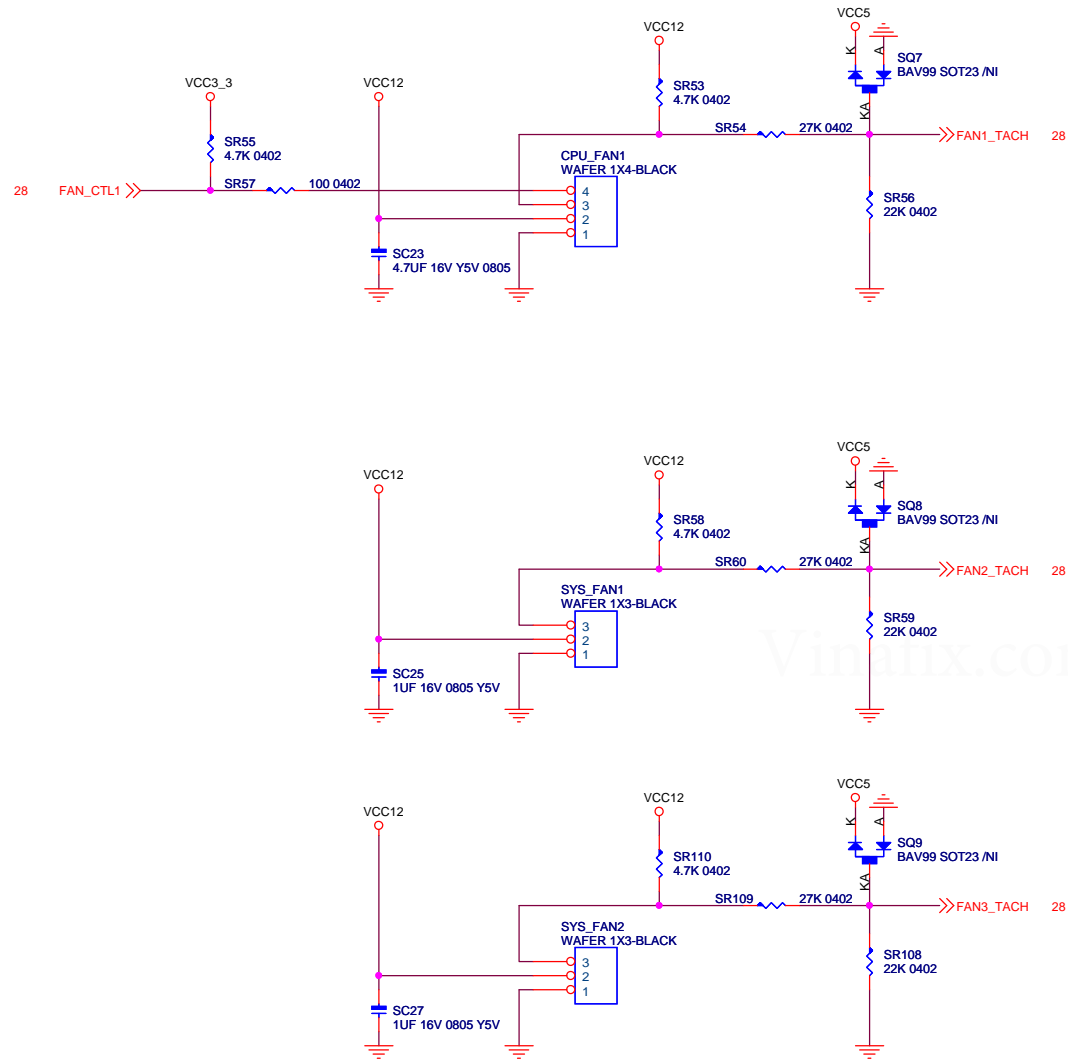 VCC5
VCC12
K
A
SQ7
BAV99 SOT23 /NI
VCC3_3
VCC12
SR53
4.7K 0402
KA
SR55
4.7K 0402
SR54
27K 0402
FAN1_TACH
28
CPU_FAN1
WAFER 1X4-BLACK
28
FAN_CTL1
SR57
100 0402
4
3
2
1
SR56
22K 0402
SC23
4.7UF 16V Y5V 0805
VCC5
VCC12
VCC12
K
A
SQ8
BAV99 SOT23 /NI
SR58
4.7K 0402
KA
SR60
27K 0402
FAN2_TACH
28
SYS_FAN1
WAFER 1X3-BLACK
3
2
1
SR59
22K 0402
Vinafix.co
SC25
1UF 16V 0805 Y5V
VCC5
VCC12
VCC12
K
A
SQ9
BAV99 SOT23 /NI
SR110
4.7K 0402
KA
SR109
27K 0402
FAN3_TACH
28
SYS_FAN2
WAFER 1X3-BLACK
3
2
1
SR108
22K 0402
SC27
1UF 16V 0805 Y5V